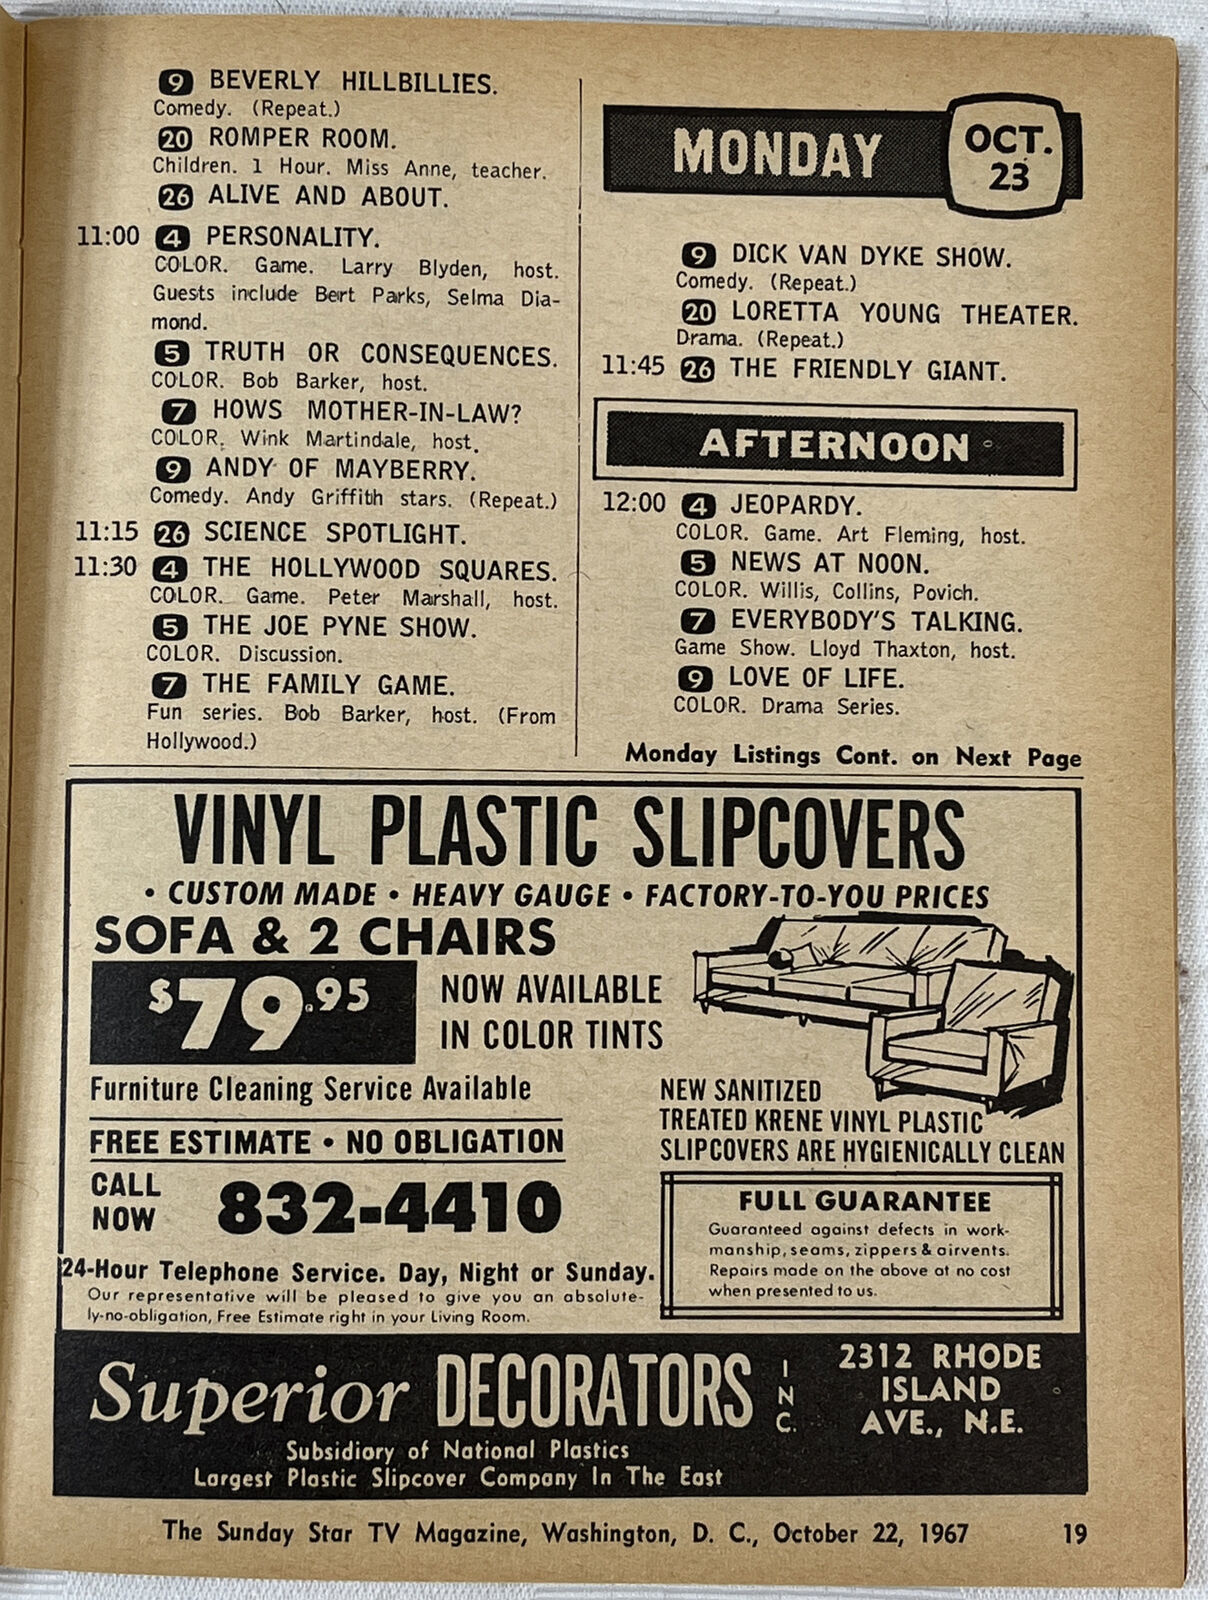 9 BEVERLY HILLBILLIES.
Comedy. (Repeat.)
20 ROMPER ROOM.
Children. 1 Hour. Miss Anne, teacher.
26 ALIVE AND ABOUT.
11:00 4 PERSONALITY.
COLOR. Game. Larry Blyden, host.
Guests include Bert Parks, Selma Dia-
mond.
5 TRUTH OR CONSEQUENCES.
COLOR. Bob Barker, host.
7 HOWS MOTHER-IN-LAW?
COLOR. Wink Martindale, host.
9 ANDY OF MAYBERRY.
Comedy. Andy Griffith stars. (Repeat.)
11:15 26 SCIENCE SPOTLIGHT.
11:30 4 THE HOLLYWOOD SQUARES.
COLOR. Game. Peter Marshall, host.
5 THE JOE PYNE SHOW.
COLOR. Discussion.
7 THE FAMILY GAME.
Fun series. Bob Barker, host. (From
Hollywood.)
MONDAY
OCT.
23
9 DICK VAN DYKE SHOW.
Comedy. (Repeat.)
20 LORETTA YOUNG THEATER.
Drama. (Repeat.)
11:45 26 THE FRIENDLY GIANT.
AFTERNOON
12:00 4 JEOPARDY.
COLOR. Game. Art Fleming, host.
5 NEWS AT NOON.
COLOR. Willis, Collins, Povich.
7 EVERYBODY'S TALKING.
Game Show. Lloyd Thaxton, host.
9 LOVE OF LIFE.
COLOR. Drama Series.
Monday Listings Cont. on Next Page
VINYL PLASTIC SLIPCOVERS
• CUSTOM MADE • HEAVY GAUGE • FACTORY-TO-YOU PRICES
SOFA & 2 CHAIRS
$79.95
NOW AVAILABLE
IN COLOR TINTS
Furniture Cleaning Service Available
FREE ESTIMATE • NO OBLIGATION
CALL
NOW
832-4410
24-Hour Telephone Service. Day, Night or Sunday.
Our representative will be pleased to give you an absolute-
ly-no-obligation, Free Estimate right in your Living Room.
NEW SANITIZED
TREATED KRENE VINYL PLASTIC
SLIPCOVERS ARE HYGIENICALLY CLEAN
FULL GUARANTEE
Guaranteed against defects in work-
manship, seams, zippers & airvents.
Repairs made on the above at no cost
when presented to us.
Superior DECORATORS INC.
Subsidiary of National Plastics
Largest Plastic Slipcover Company In The East
2312 RHODE
ISLAND
AVE., N.E.
The Sunday Star TV Magazine, Washington, D. C., October 22, 1967 19